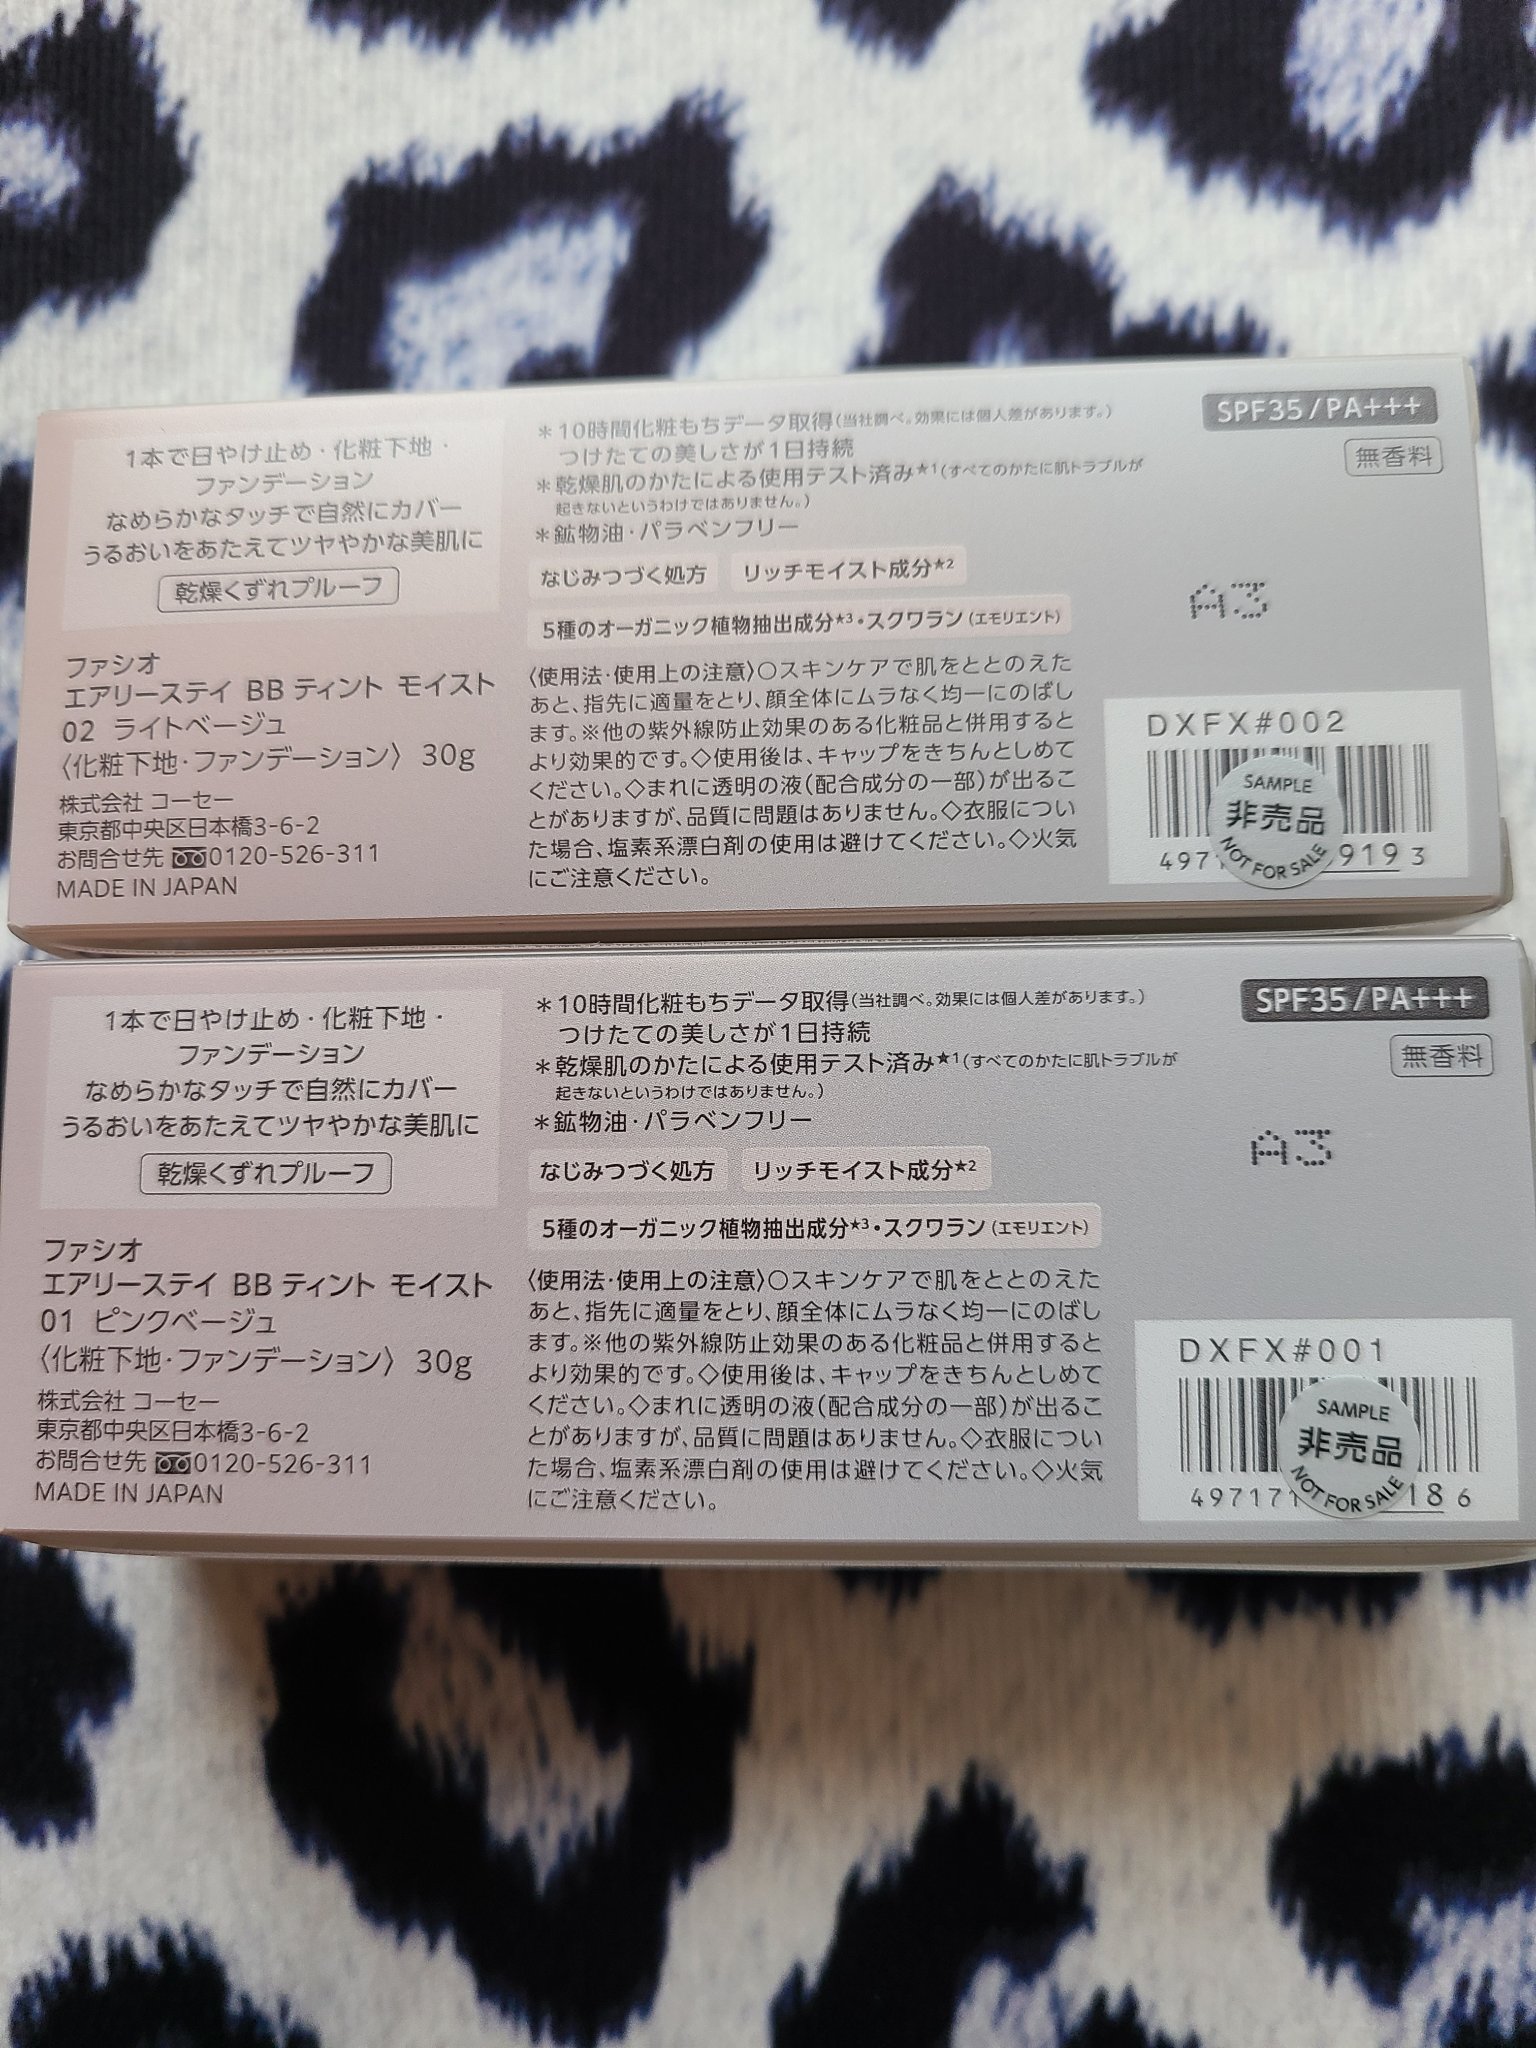 1本で日やけ止め・化粧下地・
ファンデーション
なめらかなタッチで自然にカバー
うるおいをあたえてツヤやかな美肌に
乾燥くずれプルーフ
ファシオ
エアリーステイ BB ティント モイスト
02 ライトベージュ
〈化粧下地・ファンデーション〉 30g
株式会社 コーセー
東京都中央区日本橋3-6-2
お問合せ先 0120-526-311
MADE IN JAPAN
＊10時間化粧もちデータ取得(当社調べ。効果には個人差があります。)
つけたての美しさが1日持続
＊乾燥肌のかたによる使用テスト済み★1(すべてのかたに肌トラブルが
起きないというわけではありません。)
＊鉱物油・パラベンフリー
なじみつづく処方 リッチモイスト成分★2
5種のオーガニック植物抽出成分★3・スクワラン(エモリエント)
〈使用法・使用上の注意〉○スキンケアで肌をととのえた
あと、指先に適量をとり、顔全体にムラなく均一にのばし
ます。※他の紫外線防止効果のある化粧品と併用すると
より効果的です。◇使用後は、キャップをきちんとしめて
ください。◇まれに透明の液(配合成分の一部)が出るこ
とがありますが、品質に問題はありません。◇衣服につい
た場合、塩素系漂白剤の使用は避けてください。◇火気
にご注意ください。
SPF35/PA+++
無香料
A3
DXFX#002
SAMPLE
非売品
NOT FOR SALE
497 919 3
1本で日やけ止め・化粧下地・
ファンデーション
なめらかなタッチで自然にカバー
うるおいをあたえてツヤやかな美肌に
乾燥くずれプルーフ
ファシオ
エアリーステイ BB ティント モイスト
01 ピンクベージュ
〈化粧下地・ファンデーション〉 30g
株式会社 コーセー
東京都中央区日本橋3-6-2
お問合せ先 0120-526-311
MADE IN JAPAN
＊10時間化粧もちデータ取得(当社調べ。効果には個人差があります。)
つけたての美しさが1日持続
＊乾燥肌のかたによる使用テスト済み★1(すべてのかたに肌トラブルが
起きないというわけではありません。)
＊鉱物油・パラベンフリー
なじみつづく処方 リッチモイスト成分★2
5種のオーガニック植物抽出成分★3・スクワラン(エモリエント)
〈使用法・使用上の注意〉○スキンケアで肌をととのえた
あと、指先に適量をとり、顔全体にムラなく均一にのばし
ます。※他の紫外線防止効果のある化粧品と併用すると
より効果的です。◇使用後は、キャップをきちんとしめて
ください。◇まれに透明の液(配合成分の一部)が出るこ
とがありますが、品質に問題はありません。◇衣服につい
た場合、塩素系漂白剤の使用は避けてください。◇火気
にご注意ください。
SPF35/PA+++
無香料
A3
DXFX#001
SAMPLE
非売品
NOT FOR SALE
497171 18 6